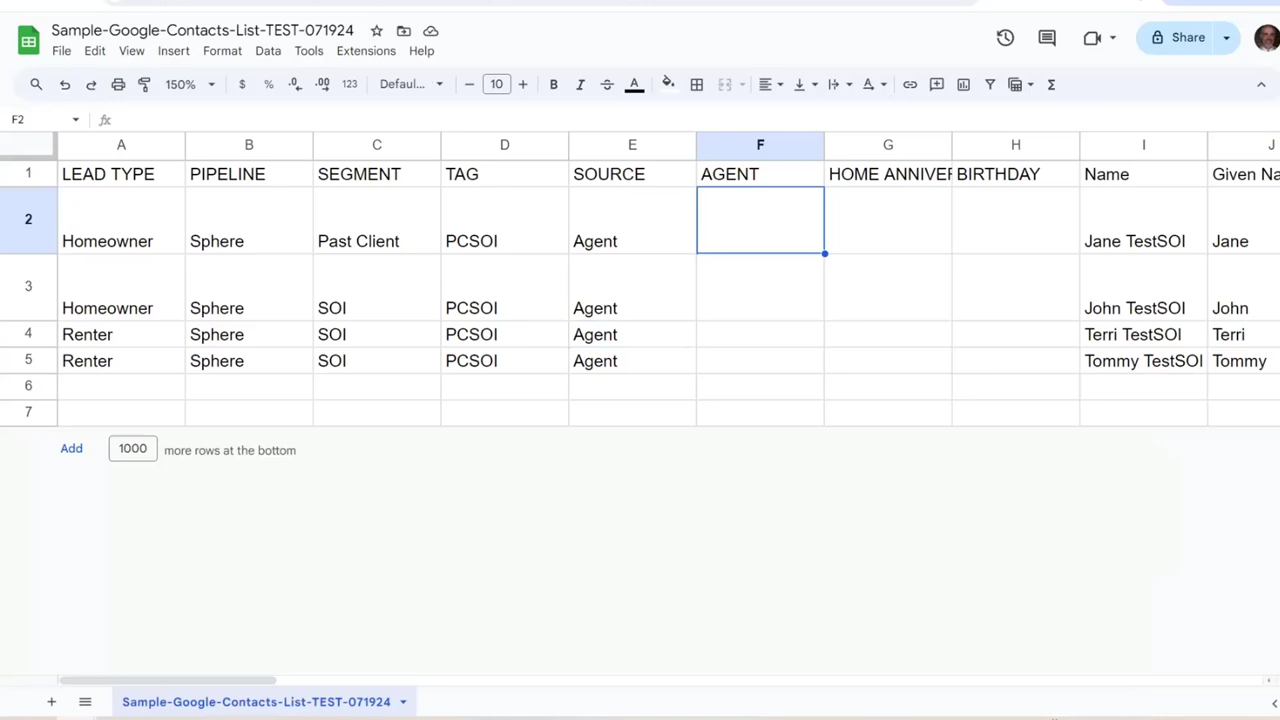 Sample-Google-Contacts-List-TEST-071924
File Edit View Insert Format Data Tools Extensions Help
Share
150% $ % .0 .00 123 Defaul... 10 B I A
F2
A B C D E F G H I J
1 LEAD TYPE PIPELINE SEGMENT TAG SOURCE AGENT HOME ANNIVER BIRTHDAY Name Given Na
2 Homeowner Sphere Past Client PCSOI Agent Jane TestSOI Jane
3 Homeowner Sphere SOI PCSOI Agent John TestSOI John
4 Renter Sphere SOI PCSOI Agent Terri TestSOI Terri
5 Renter Sphere SOI PCSOI Agent Tommy TestSOI Tommy
6
7
Add 1000 more rows at the bottom
Sample-Google-Contacts-List-TEST-071924